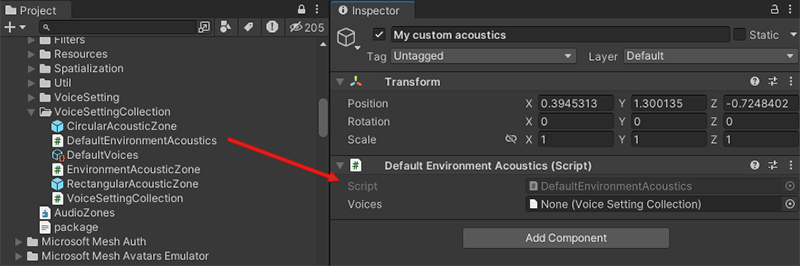 Project
205
Filters
Resources
Spatialization
Util
VoiceSetting
VoiceSettingCollection
CircularAcousticZone
DefaultEnvironmentAcoustics
DefaultVoices
EnvironmentAcousticZone
RectangularAcousticZone
VoiceSettingCollection
AudioZones
package
Microsoft Mesh Auth
Microsoft Mesh Avatars Emulator
Inspector
My custom acoustics Static
Tag Untagged Layer Default
Transform
Position X 0.3945313 Y 1.300135 Z -0.7248402
Rotation X 0 Y 0 Z 0
Scale X 1 Y 1 Z 1
# Default Environment Acoustics (Script)
Script DefaultEnvironmentAcoustics
Voices None (Voice Setting Collection)
Add Component